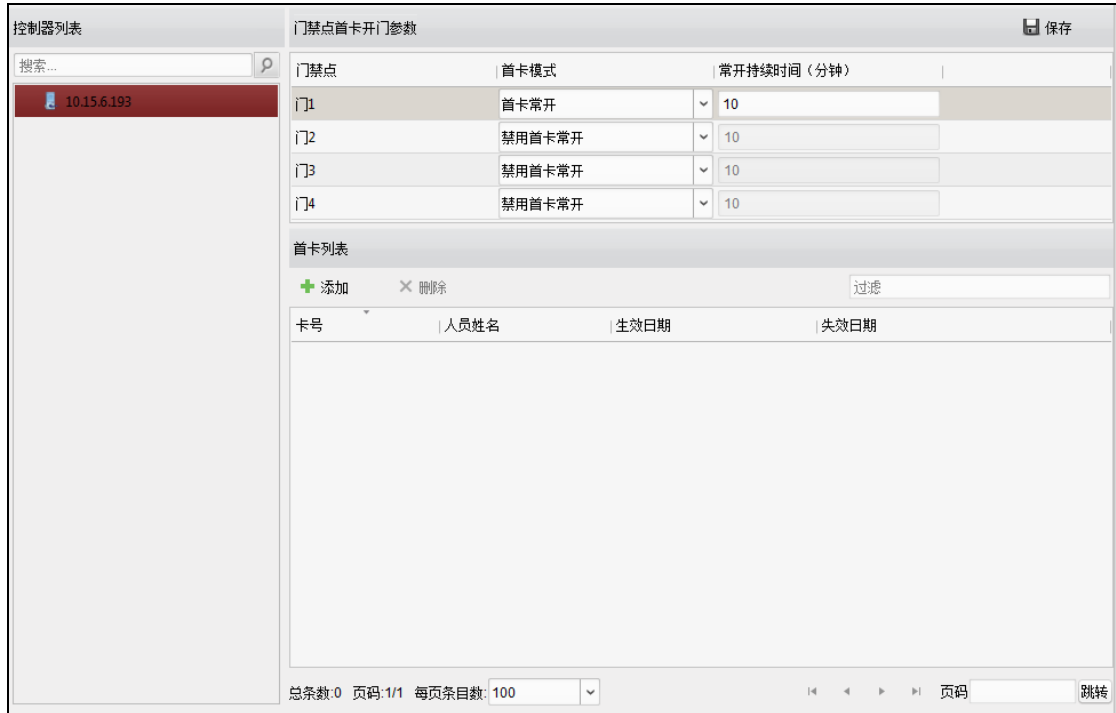 控制器列表
搜索...
10.15.6.193
门禁点首卡开门参数 保存
门禁点 首卡模式 常开持续时间（分钟）
门1 首卡常开 10
门2 禁用首卡常开 10
门3 禁用首卡常开 10
门4 禁用首卡常开 10
首卡列表
添加 删除 过滤
卡号 人员姓名 生效日期 失效日期
总条数:0 页码:1/1 每页条目数: 100 页码 跳转